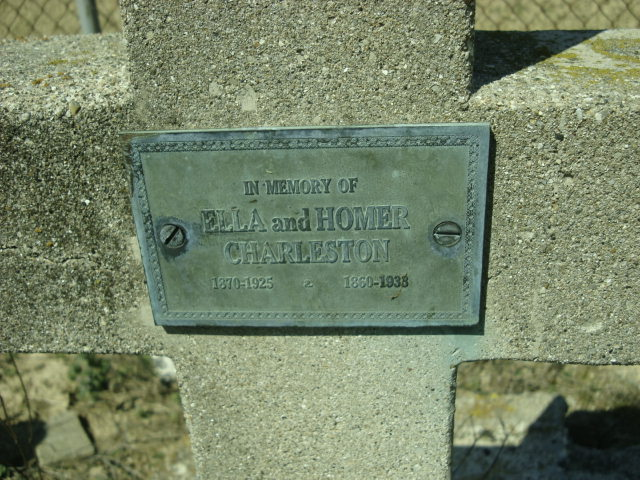 IN MEMORY OF
ELLA and HOMER
CHARLESTON
1870-1925 & 1860-1938